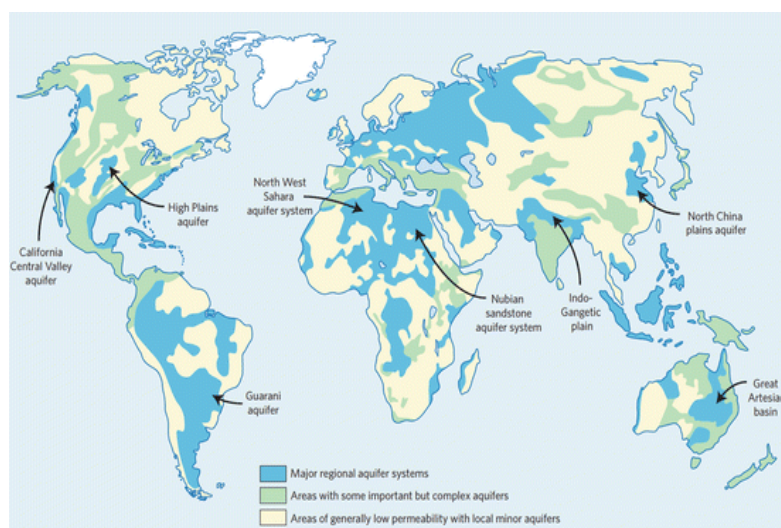 North West
Sahara
aquifer system
High Plains
aquifer
California
Central Valley
aquifer
North China
plains aquifer
Nubian
sandstone
aquifer system
Indo-
Gangetic
plain
Guarani
aquifer
Great
Artesian
basin
Major regional aquifer systems
Areas with some important but complex aquifers
Areas of generally low permeability with local minor aquifers